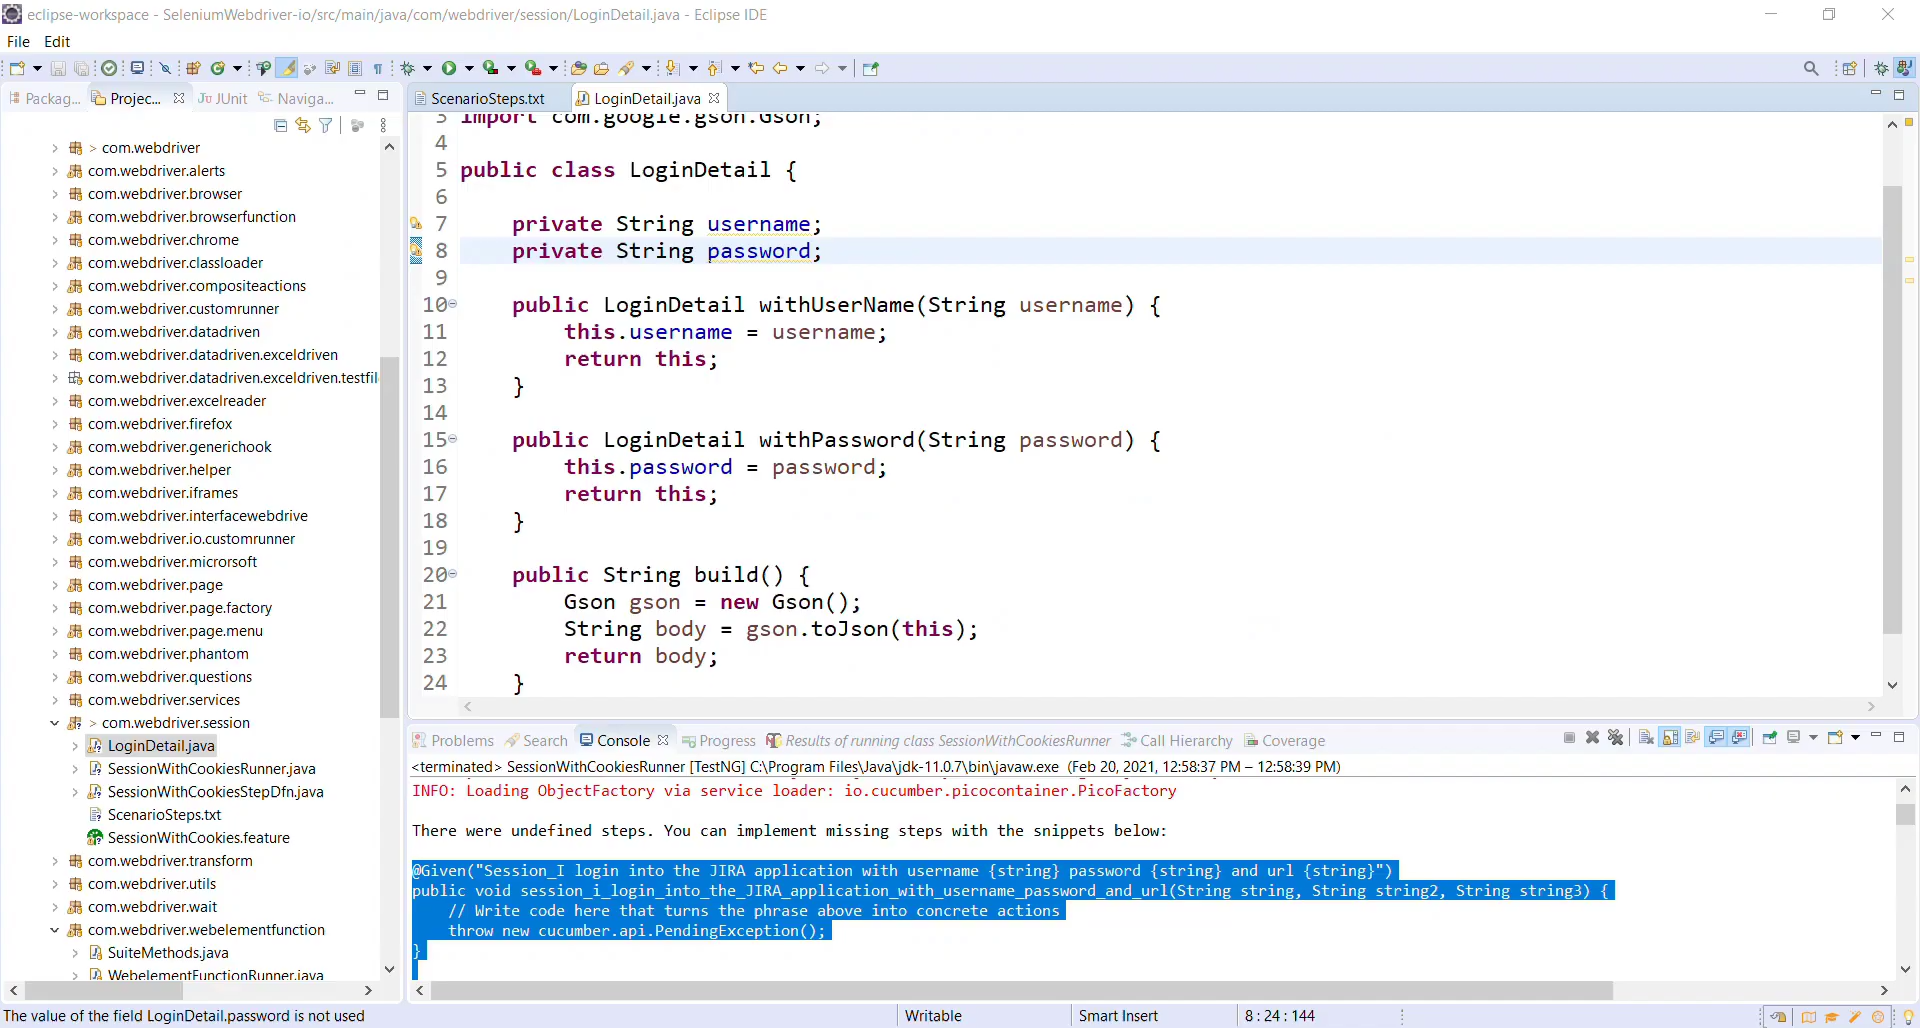 eclipse-workspace - SeleniumWebdriver-io/src/main/java/com/webdriver/session/LoginDetail.java - Eclipse IDE
File Edit
Packag... Projec... JUnit Naviga...
com.webdriver
com.webdriver.alerts
com.webdriver.browser
com.webdriver.browserfunction
com.webdriver.chrome
com.webdriver.classloader
com.webdriver.compositeactions
com.webdriver.customrunner
com.webdriver.datadriven
com.webdriver.datadriven.exceldriven
com.webdriver.datadriven.exceldriven.testfil
com.webdriver.excelreader
com.webdriver.firefox
com.webdriver.generichook
com.webdriver.helper
com.webdriver.iframes
com.webdriver.interfacewebdrive
com.webdriver.io.customrunner
com.webdriver.microrsoft
com.webdriver.page
com.webdriver.page.factory
com.webdriver.page.menu
com.webdriver.phantom
com.webdriver.questions
com.webdriver.services
com.webdriver.session
LoginDetail.java
SessionWithCookiesRunner.java
SessionWithCookiesStepDfn.java
ScenarioSteps.txt
SessionWithCookies.feature
com.webdriver.transform
com.webdriver.utils
com.webdriver.wait
com.webdriver.webelementfunction
SuiteMethods.java
WebelementFunctionRunner.java
ScenarioSteps.txt LoginDetail.java
3 import com.google.gson.Gson;
4
5 public class LoginDetail {
6
7 private String username;
8 private String password;
9
10 public LoginDetail withUserName(String username) {
11 this.username = username;
12 return this;
13 }
14
15 public LoginDetail withPassword(String password) {
16 this.password = password;
17 return this;
18 }
19
20 public String build() {
21 Gson gson = new Gson();
22 String body = gson.toJson(this);
23 return body;
24 }
Problems Search Console Progress Results of running class SessionWithCookiesRunner Call Hierarchy Coverage
<terminated> SessionWithCookiesRunner [TestNG] C:\Program Files\Java\jdk-11.0.7\bin\javaw.exe (Feb 20, 2021, 12:58:37 PM – 12:58:39 PM)
INFO: Loading ObjectFactory via service loader: io.cucumber.picocontainer.PicoFactory
There were undefined steps. You can implement missing steps with the snippets below:
@Given("Session_I login into the JIRA application with username {string} password {string} and url {string}")
public void session_i_login_into_the_JIRA_application_with_username_password_and_url(String string, String string2, String string3) {
// Write code here that turns the phrase above into concrete actions
throw new cucumber.api.PendingException();
}
The value of the field LoginDetail.password is not used Writable Smart Insert 8 : 24 : 144